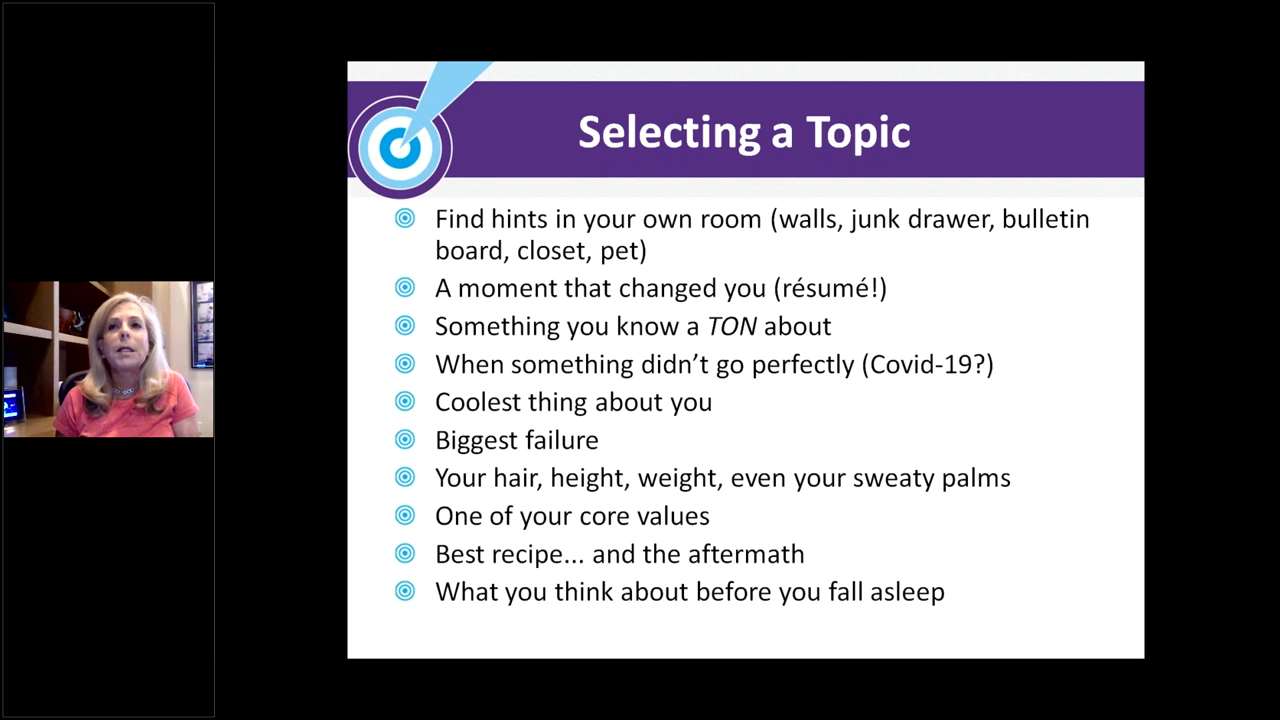 Selecting a Topic
Find hints in your own room (walls, junk drawer, bulletin
board, closet, pet)
A moment that changed you (résumé!)
Something you know a TON about
When something didn’t go perfectly (Covid-19?)
Coolest thing about you
Biggest failure
Your hair, height, weight, even your sweaty palms
One of your core values
Best recipe... and the aftermath
What you think about before you fall asleep